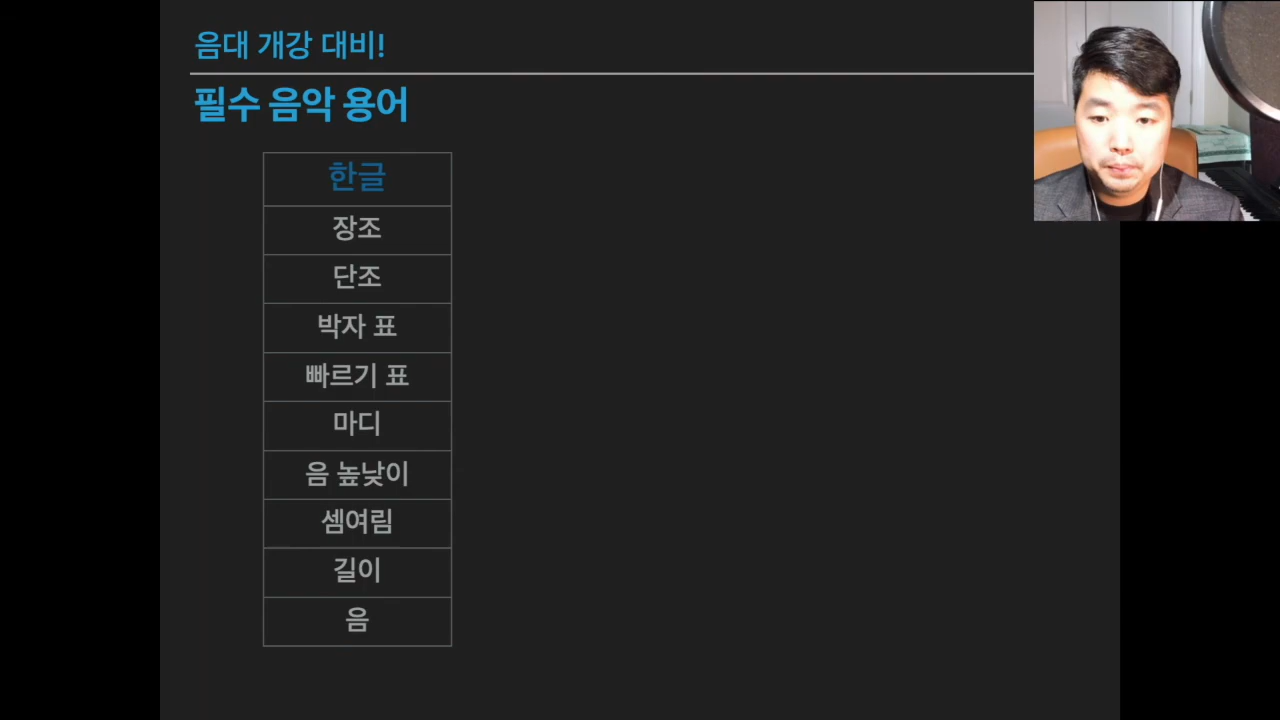 음대 개강 대비!
필수 음악 용어
한글
장조
단조
박자 표
빠르기 표
마디
음 높낮이
셈여림
길이
음